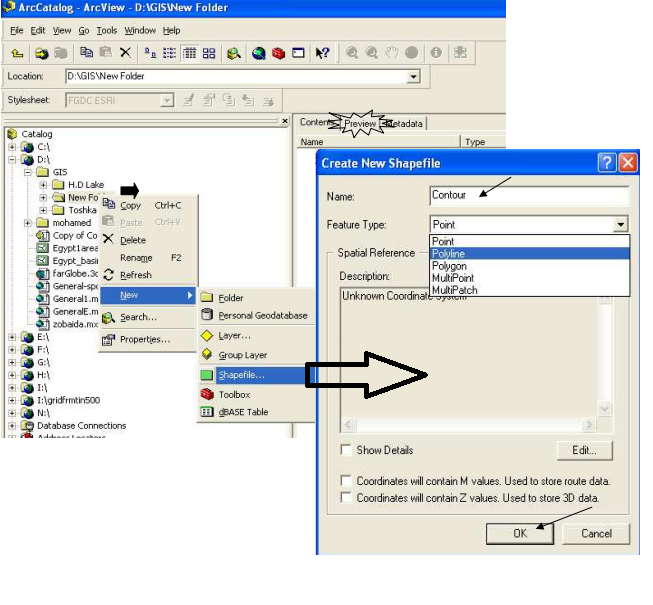 ArcCatalog - ArcView - D:\GIS\New Folder
File Edit View Go Tools Window Help
Location: D:\GIS\New Folder
Stylesheet: FGDC ESRI
Contents Preview Metadata
Name Type
Catalog
C:\
D:\
GIS
H.D Lake
New Fo
Toshka
mohamed
Copy of Co
Egypt1area
Egypt_basi
farGlobe.3d
General-spo
General1.m
GeneralE.m
zobaida.mx
E:\
F:\
G:\
H:\
I:\
I:\gridfrmtin500
N:\
Database Connections
Address Locators
Copy Ctrl+C
Paste Ctrl+V
Delete
Rename F2
Refresh
New
Search...
Properties...
Folder
Personal Geodatabase
Layer...
Group Layer
Shapefile...
Toolbox
dBASE Table
Create New Shapefile
Name: Contour
Feature Type: Point
Point
Polyline
Polygon
MultiPoint
MultiPatch
Spatial Reference
Description:
Unknown Coordinate System
Show Details
Edit...
Coordinates will contain M values. Used to store route data.
Coordinates will contain Z values. Used to store 3D data.
OK Cancel